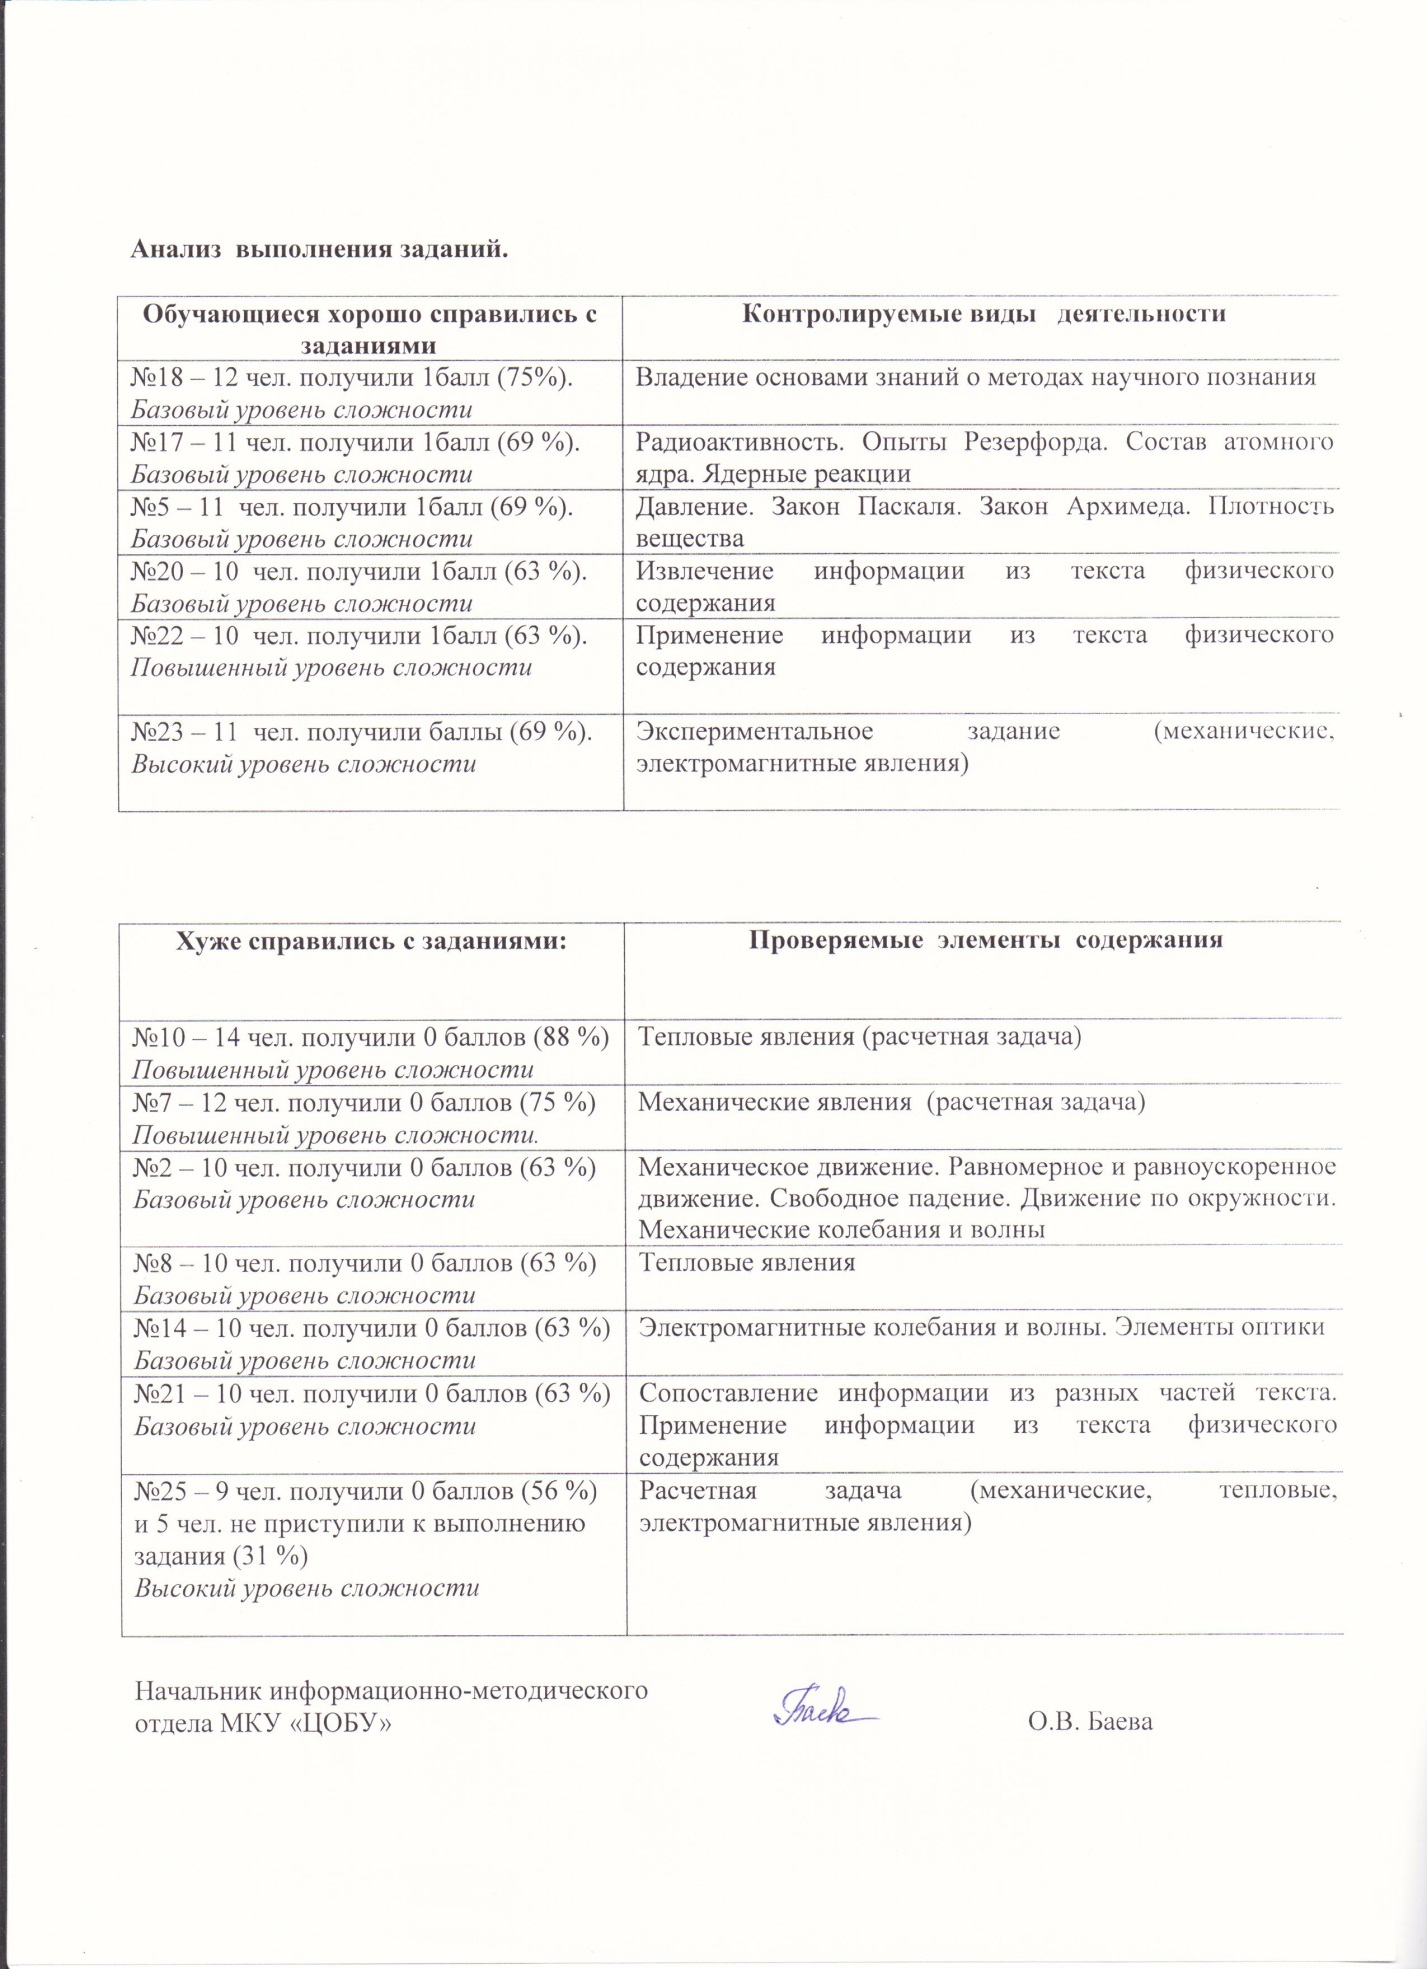 Анализ  выполнения заданий.
Обучающиеся хорошо справились с
заданиями
Контролируемые виды   деятельности
№18 – 12 чел. получили 1балл (75%).
Базовый уровень сложности
Владение основами знаний о методах научного познания
№17 – 11 чел. получили 1балл (69 %).
Базовый уровень сложности
Радиоактивность. Опыты Резерфорда. Состав атомного
ядра. Ядерные реакции
№5 – 11  чел. получили 1балл (69 %).
Базовый уровень сложности
Давление. Закон Паскаля. Закон Архимеда. Плотность
вещества
№20 – 10  чел. получили 1балл (63 %).
Базовый уровень сложности
Извлечение информации из текста физического
содержания
№22 – 10  чел. получили 1балл (63 %).
Повышенный уровень сложности
Применение информации из текста физического
содержания
№23 – 11  чел. получили баллы (69 %).
Высокий уровень сложности
Экспериментальное задание (механические,
электромагнитные явления)
Хуже справились с заданиями:
Проверяемые  элементы  содержания
№10 – 14 чел. получили 0 баллов (88 %)
Повышенный уровень сложности
Тепловые явления (расчетная задача)
№7 – 12 чел. получили 0 баллов (75 %)
Повышенный уровень сложности.
Механические явления  (расчетная задача)
№2 – 10 чел. получили 0 баллов (63 %)
Базовый уровень сложности
Механическое движение. Равномерное и равноускоренное
движение. Свободное падение. Движение по окружности.
Механические колебания и волны
№8 – 10 чел. получили 0 баллов (63 %)
Базовый уровень сложности
Тепловые явления
№14 – 10 чел. получили 0 баллов (63 %)
Базовый уровень сложности
Электромагнитные колебания и волны. Элементы оптики
№21 – 10 чел. получили 0 баллов (63 %)
Базовый уровень сложности
Сопоставление информации из разных частей текста.
Применение информации из текста физического
содержания
№25 – 9 чел. получили 0 баллов (56 %)
и 5 чел. не приступили к выполнению
задания (31 %)
Высокий уровень сложности
Расчетная задача (механические, тепловые,
электромагнитные явления)
Начальник информационно-методического
отдела МКУ «ЦОБУ»
Баева
О.В. Баева